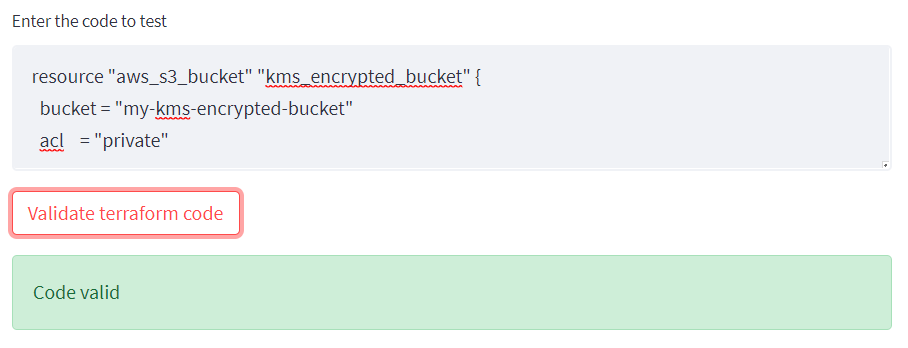 Enter the code to test
resource "aws_s3_bucket" "kms_encrypted_bucket" {
  bucket = "my-kms-encrypted-bucket"
  acl    = "private"
Validate terraform code
Code valid